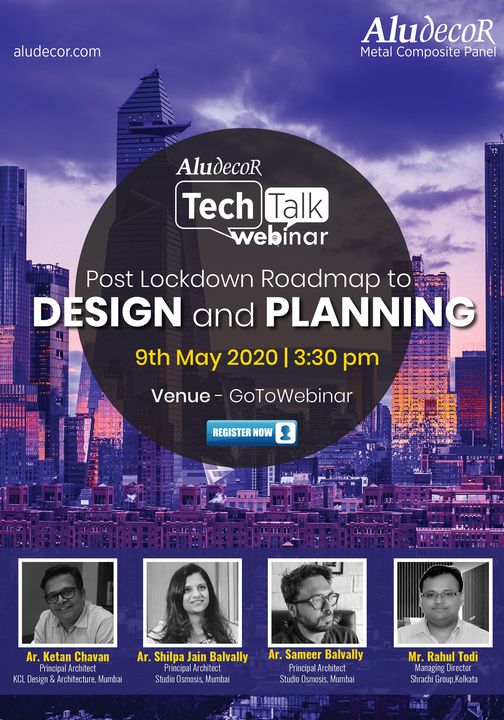 aludecor.com
AludecoR
Metal Composite Panel
AludecoR
Tech Talk
webinar
Post Lockdown Roadmap to
DESIGN and PLANNING
9th May 2020 | 3:30 pm
Venue - GoToWebinar
REGISTER NOW
Ar. Ketan Chavan
Principal Architect
KCL Design & Architecture, Mumbai
Ar. Shilpa Jain Balvally
Principal Architect
Studio Osmosis, Mumbai
Ar. Sameer Balvally
Principal Architect
Studio Osmosis, Mumbai
Mr. Rahul Todi
Managing Director
Shrachi Group,Kolkata